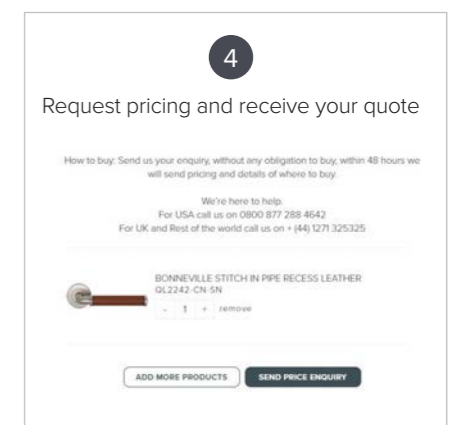 4
Request pricing and receive your quote
How to buy: Send us your enquiry, without any obligation to buy, within 48 hours we
will send pricing and details of where to buy.
We're here to help.
For USA call us on 0800 877 288 4642
For UK and Rest of the world call us on + (44) 1271 325325
BONNEVILLE STITCH IN PIPE RECESS LEATHER
QL2242-CN-SN
- 1 + remove
ADD MORE PRODUCTS SEND PRICE ENQUIRY